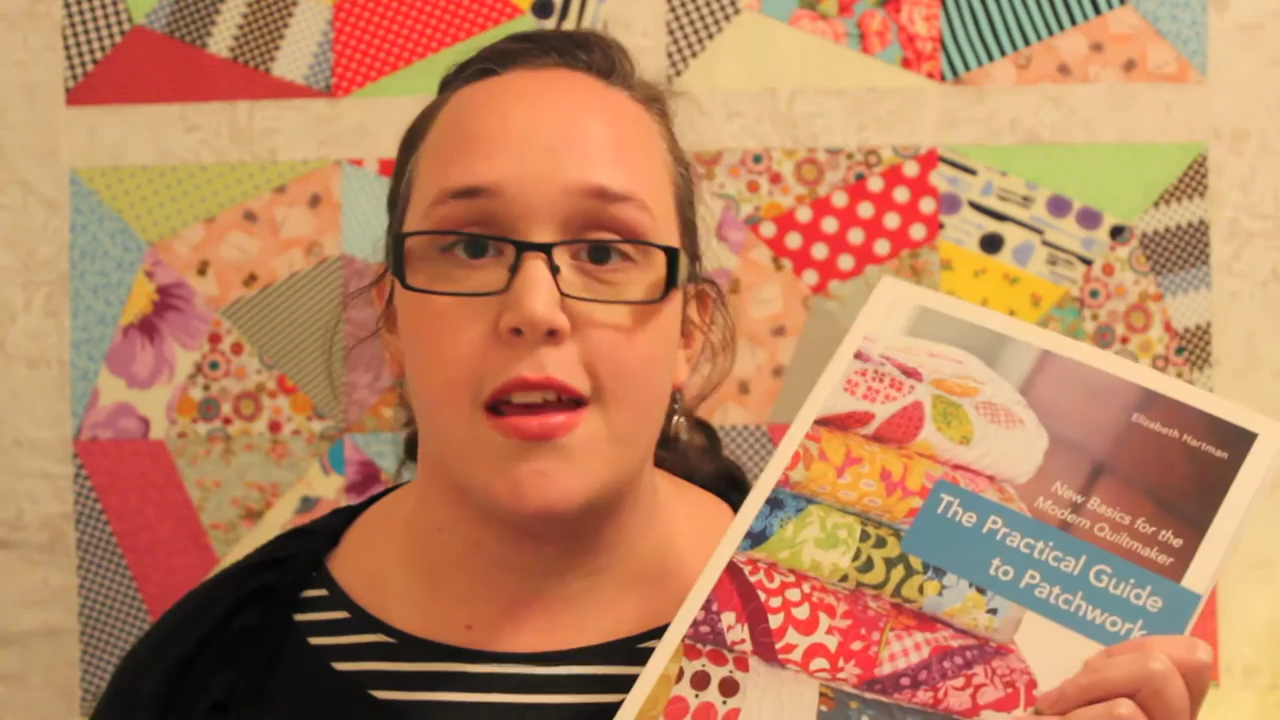 Elizabeth Hartman
New Basics for the
Modern Quiltmaker
The Practical Guide
to Patchwork